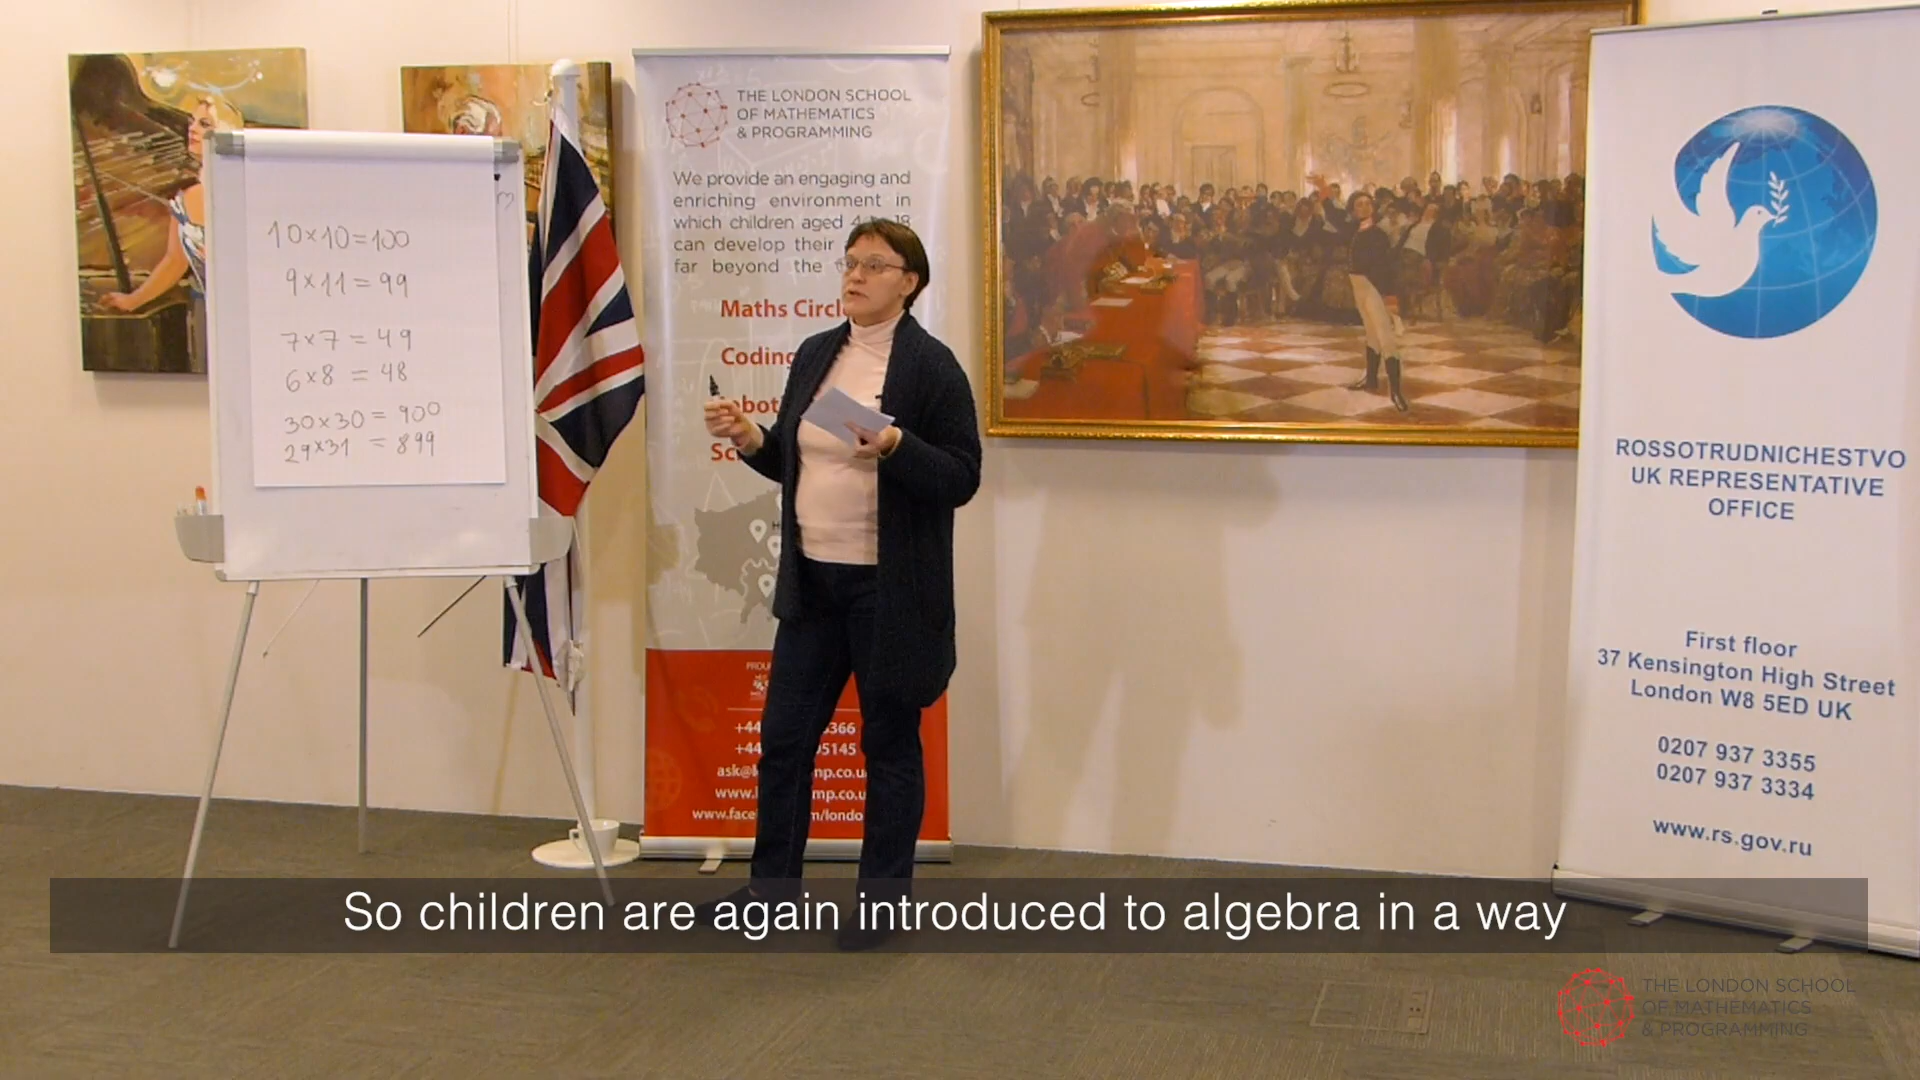 10×10=100
9×11=99
7×7=49
6×8=48
30×30=900
29×31=899
THE LONDON SCHOOL
OF MATHEMATICS
& PROGRAMMING
We provide an engaging and
enriching environment in
which children aged 4
can develop their
far beyond the
Maths Circle
Coding
+44
+44
ask@
www.
ROSSOTRUDNICHESTVO
UK REPRESENTATIVE
OFFICE
First floor
37 Kensington High Street
London W8 5ED UK
0207 937 3355
0207 937 3334
www.rs.gov.ru
So children are again introduced to algebra in a way
THE LONDON SCHOOL
OF MATHEMATICS
& PROGRAMMING